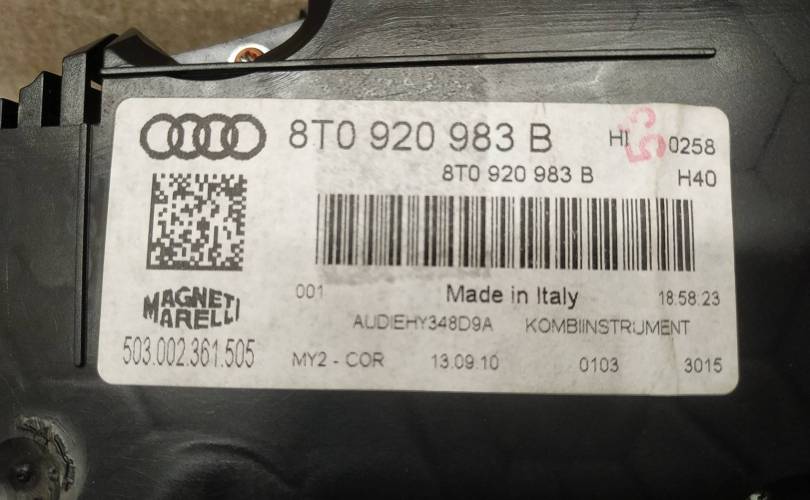 8T0 920 983 B HI 0258
8T0 920 983 B H40
001 Made in Italy 18:58:23
MAGNETI MARELLI
AUDIEHY348D9A KOMBIINSTRUMENT
503.002.361.505 MY2 - COR 13.09.10 0103 3015